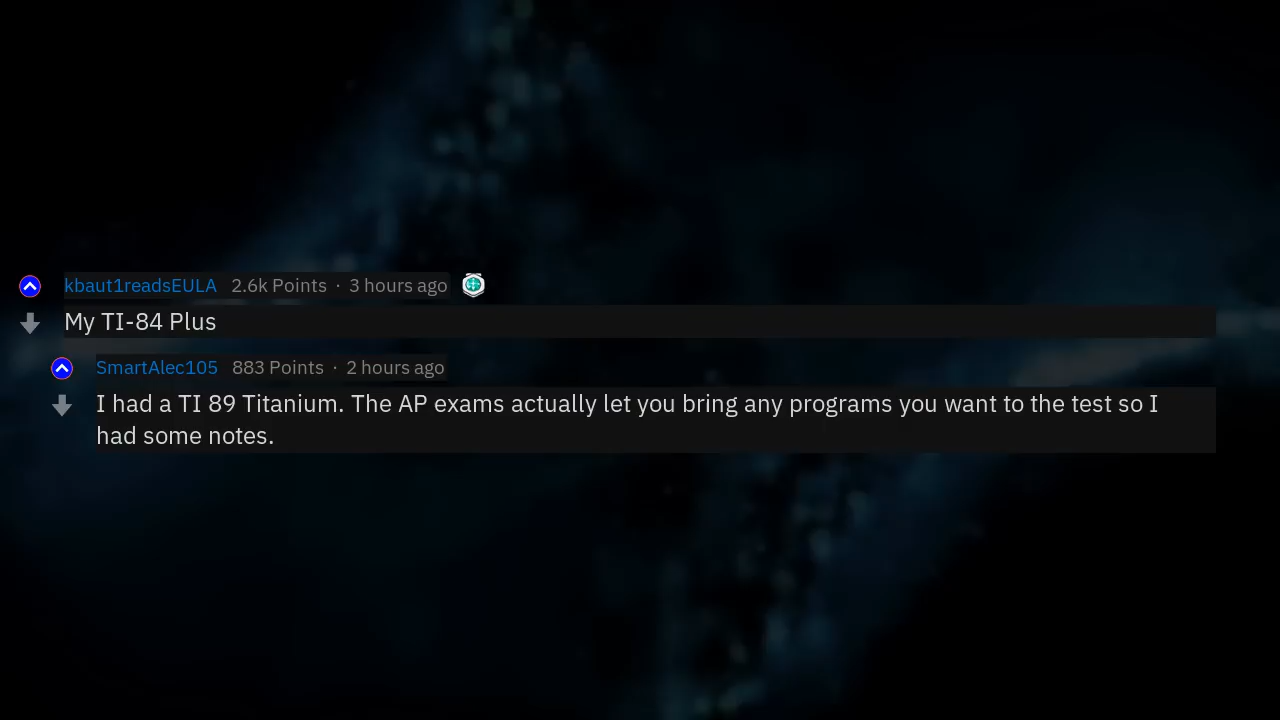 kbaut1readsEULA 2.6k Points · 3 hours ago
My TI-84 Plus
SmartAlec105 883 Points · 2 hours ago
I had a TI 89 Titanium. The AP exams actually let you bring any programs you want to the test so I
had some notes.